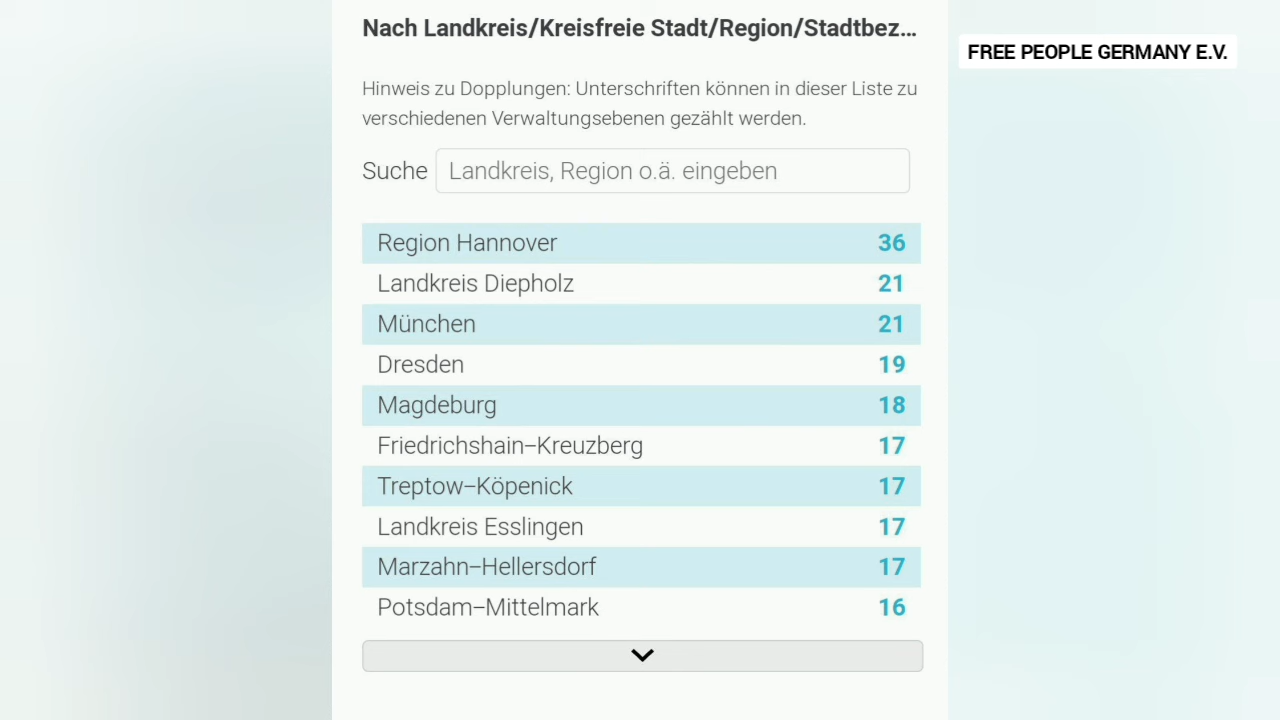 Nach Landkreis/Kreisfreie Stadt/Region/Stadtbez...
FREE PEOPLE GERMANY E.V.
Hinweis zu Dopplungen: Unterschriften können in dieser Liste zu
verschiedenen Verwaltungsebenen gezählt werden.
Suche Landkreis, Region o.ä. eingeben
Region Hannover 36
Landkreis Diepholz 21
München 21
Dresden 19
Magdeburg 18
Friedrichshain–Kreuzberg 17
Treptow–Köpenick 17
Landkreis Esslingen 17
Marzahn–Hellersdorf 17
Potsdam–Mittelmark 16